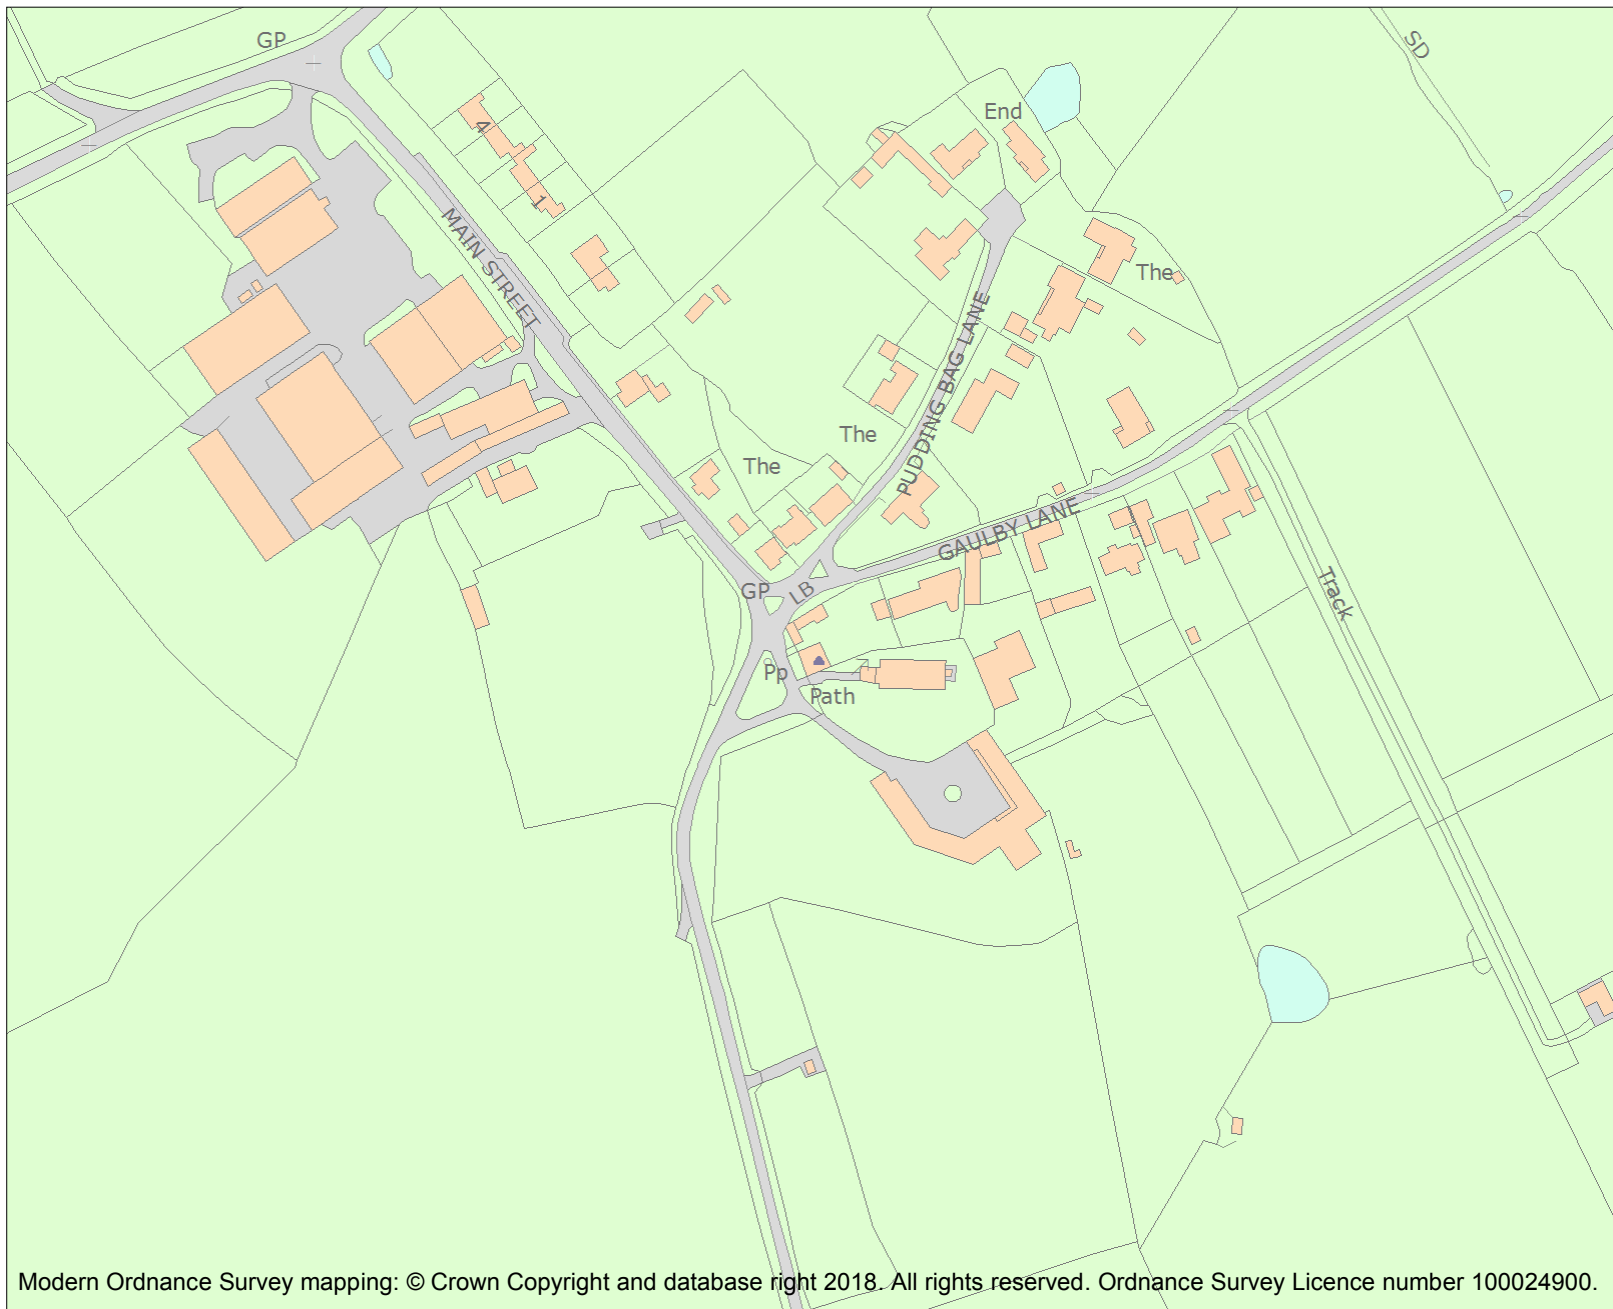 GP
SD
End
4
1
MAIN STREET
The
PUDDING BAG LANE
The
The
GAULBY LANE
Track
GP
LB
Pp
Path
Modern Ordnance Survey mapping: © Crown Copyright and database right 2018. All rights reserved. Ordnance Survey Licence number 100024900.